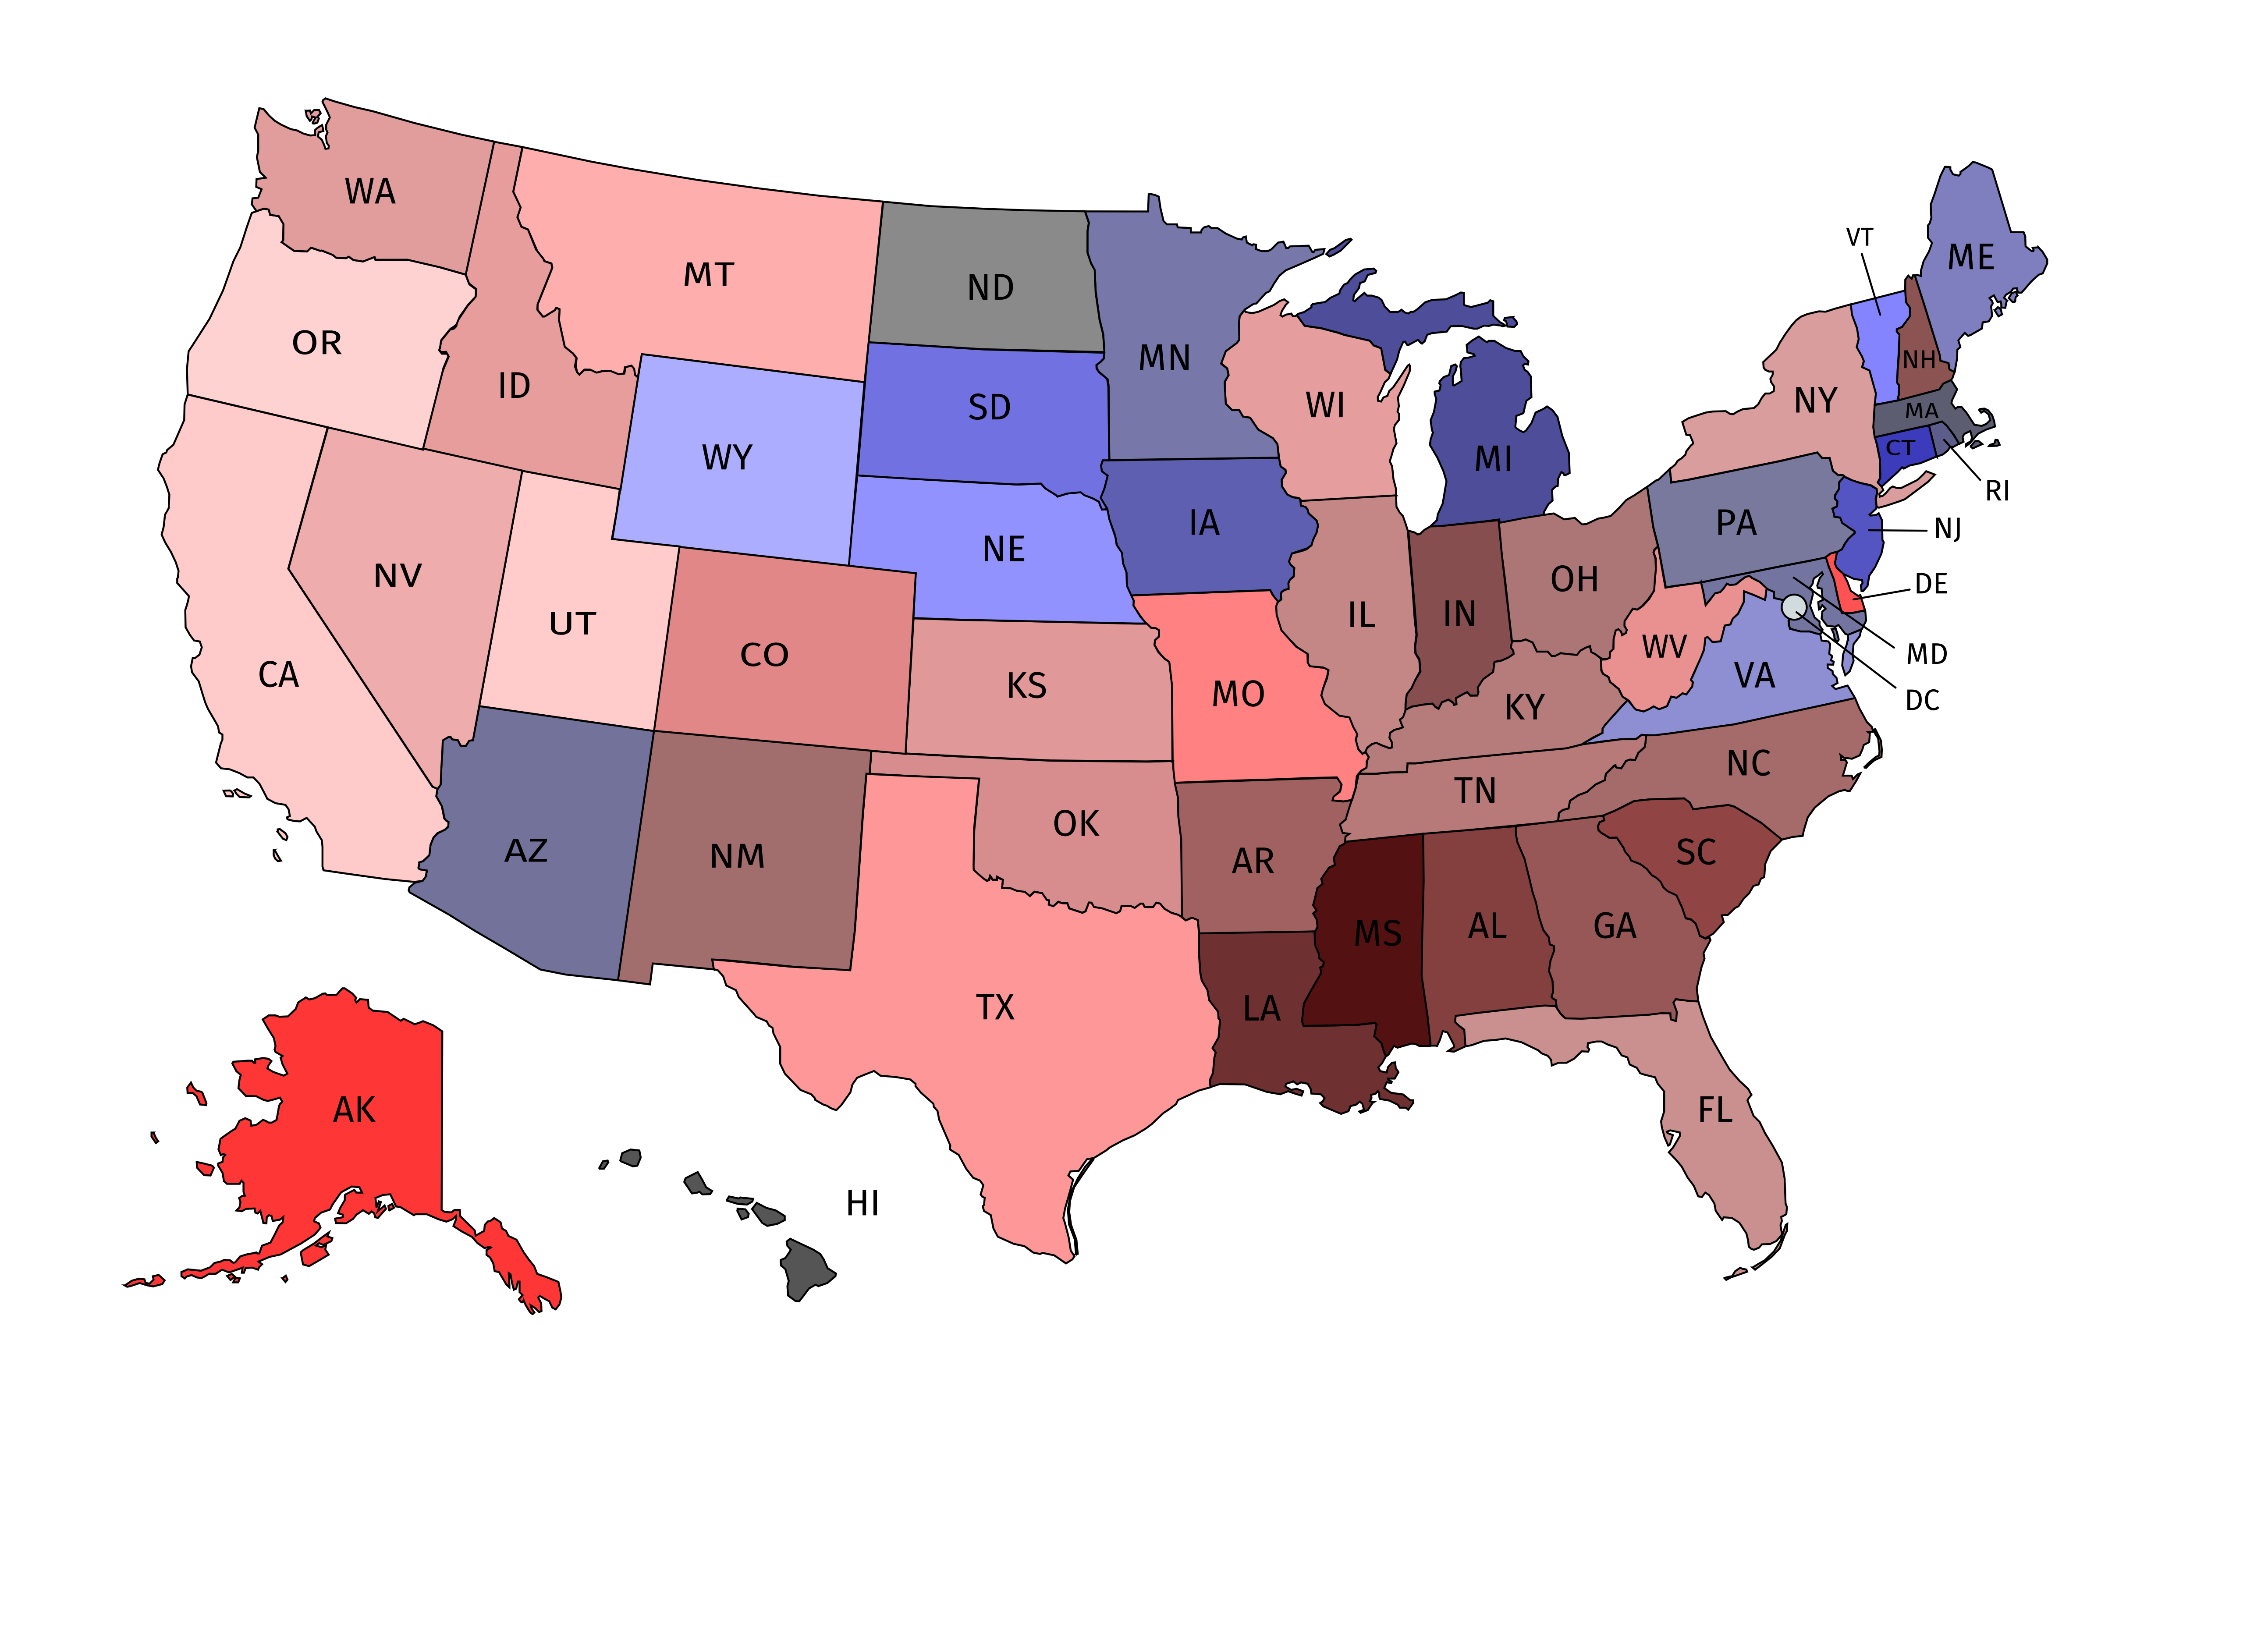 WA
MT
ND
MN
VT
ME
OR
ID
SD
WI
NH
NY
MA
WY
MI
CT
RI
IA
PA
NJ
NE
NV
OH
DE
UT
IN
IL
CO
WV
MD
CA
KS
MO
VA
DC
KY
NC
TN
OK
AZ
NM
AR
SC
MS
AL
GA
TX
LA
AK
FL
HI